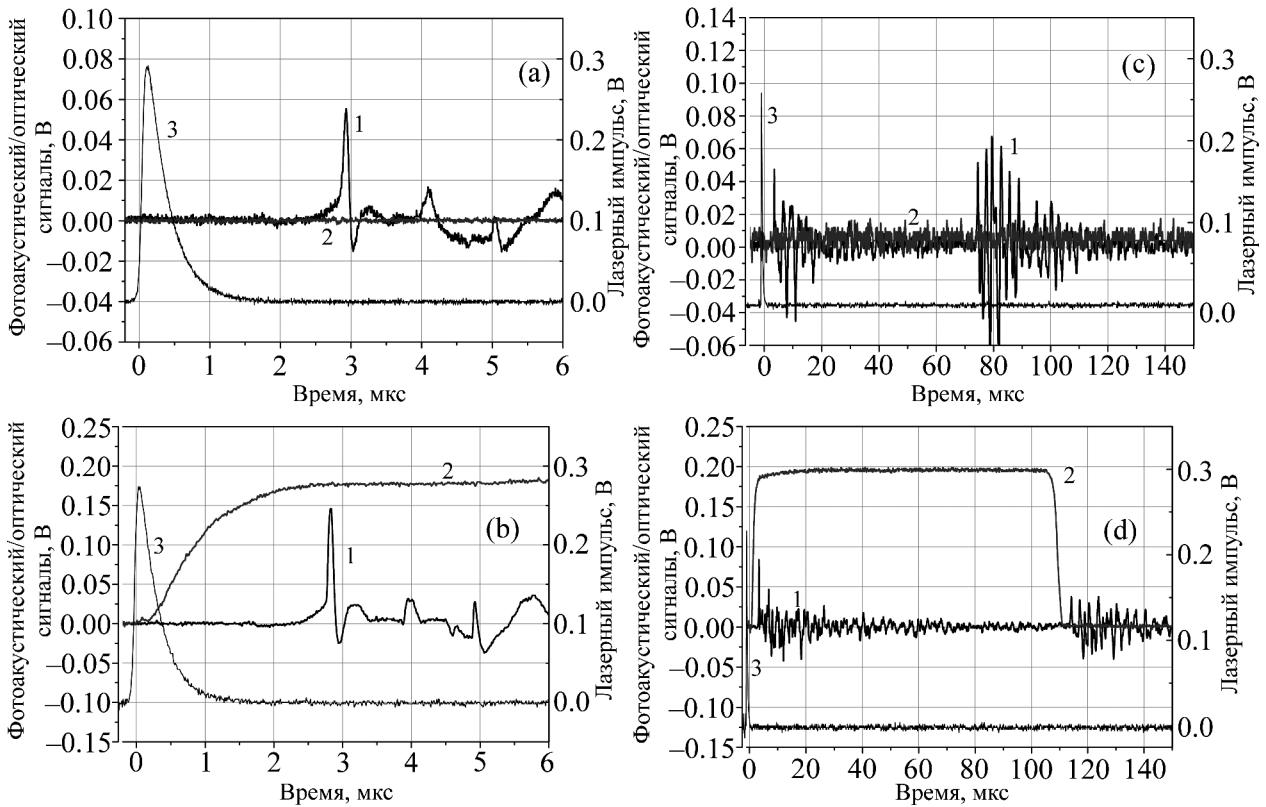 Фотоакустический/оптический
сигналы, В
0.10
0.08
0.06
0.04
0.02
0.00
–0.02
–0.04
–0.06
(a)
3
1
2
0.3
0.2
0.1
0.0
Лазерный импульс, В
0 1 2 3 4 5 6
Время, мкс
Фотоакустический/оптический
сигналы, В
0.14
0.12
0.10
0.08
0.06
0.04
0.02
0.00
–0.02
–0.04
–0.06
(c)
3
1
2
0.3
0.2
0.1
0.0
Лазерный импульс, В
0 20 40 60 80 100 120 140
Время, мкс
Фотоакустический/оптический
сигналы, В
0.25
0.20
0.15
0.10
0.05
0.00
–0.05
–0.10
–0.15
2
(b)
3
1
0.3
0.2
0.1
0.0
Лазерный импульс, В
0 1 2 3 4 5 6
Время, мкс
Фотоакустический/оптический
сигналы, В
0.25
0.20
0.15
0.10
0.05
0.00
–0.05
–0.10
–0.15
2
(d)
1
3
0.3
0.2
0.1
0.0
Лазерный импульс, В
0 20 40 60 80 100 120 140
Время, мкс